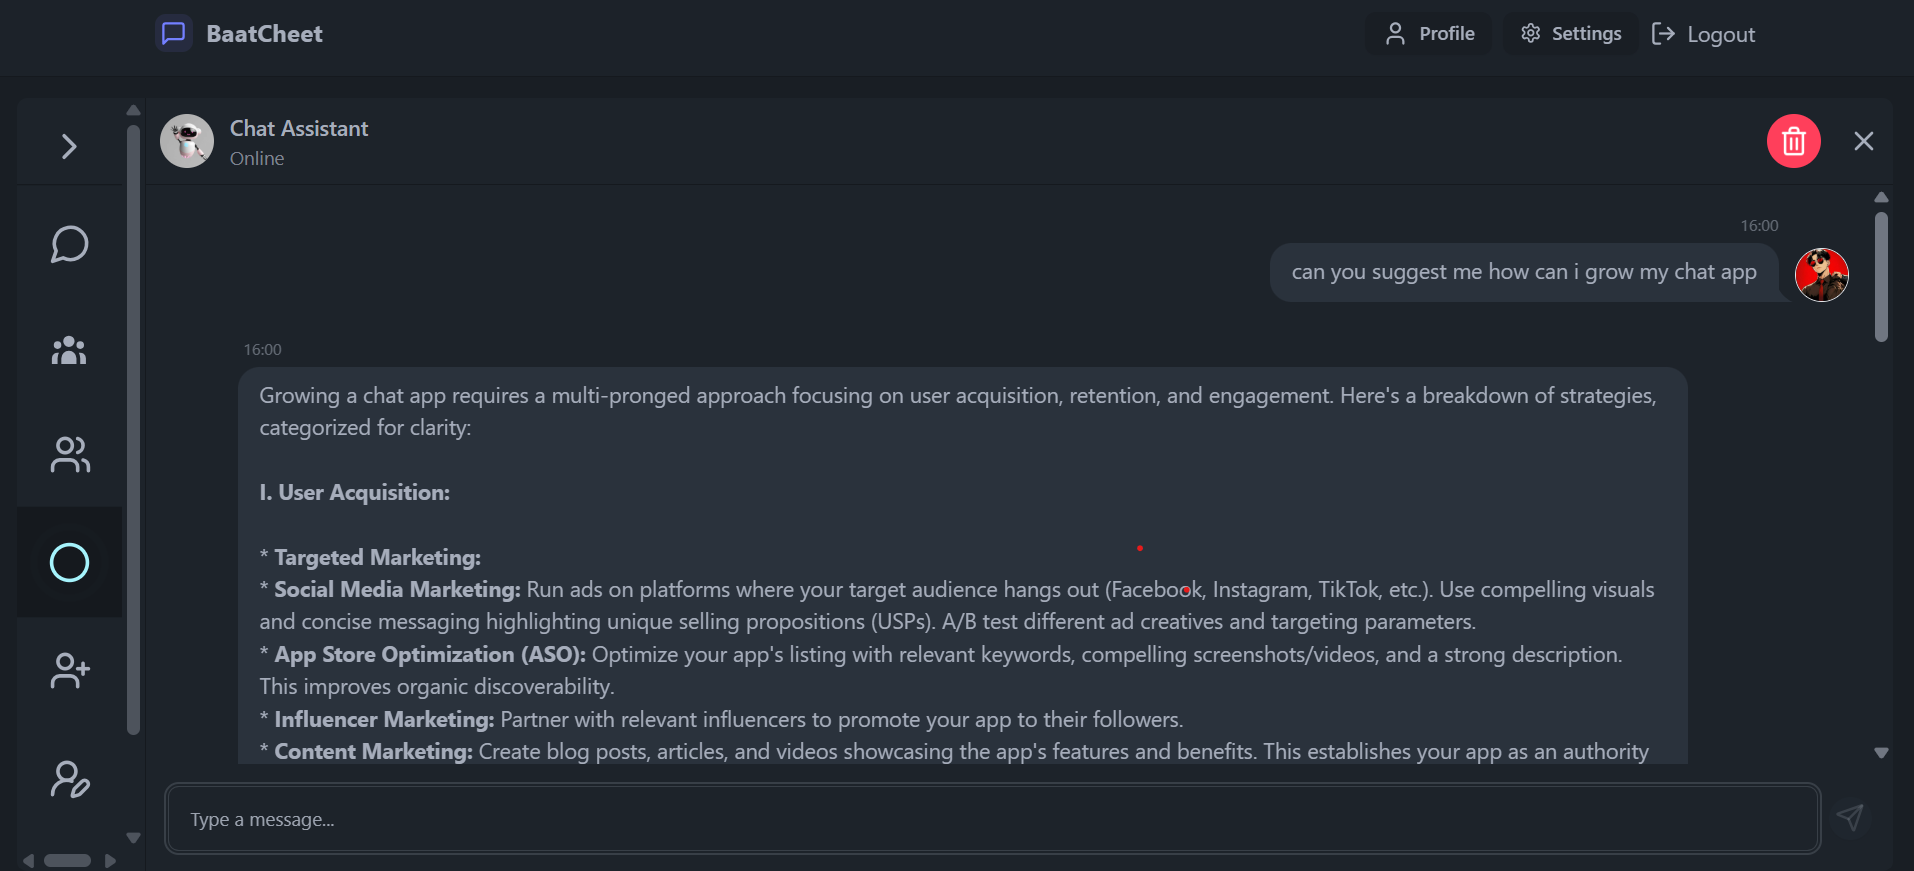 BaatCheet
Profile
Settings
Logout
Chat Assistant
Online
16:00
can you suggest me how can i grow my chat app
16:00
Growing a chat app requires a multi-pronged approach focusing on user acquisition, retention, and engagement. Here's a breakdown of strategies,
categorized for clarity:
I. User Acquisition:
* Targeted Marketing:
* Social Media Marketing: Run ads on platforms where your target audience hangs out (Facebook, Instagram, TikTok, etc.). Use compelling visuals
and concise messaging highlighting unique selling propositions (USPs). A/B test different ad creatives and targeting parameters.
* App Store Optimization (ASO): Optimize your app's listing with relevant keywords, compelling screenshots/videos, and a strong description.
This improves organic discoverability.
* Influencer Marketing: Partner with relevant influencers to promote your app to their followers.
* Content Marketing: Create blog posts, articles, and videos showcasing the app's features and benefits. This establishes your app as an authority
Type a message...